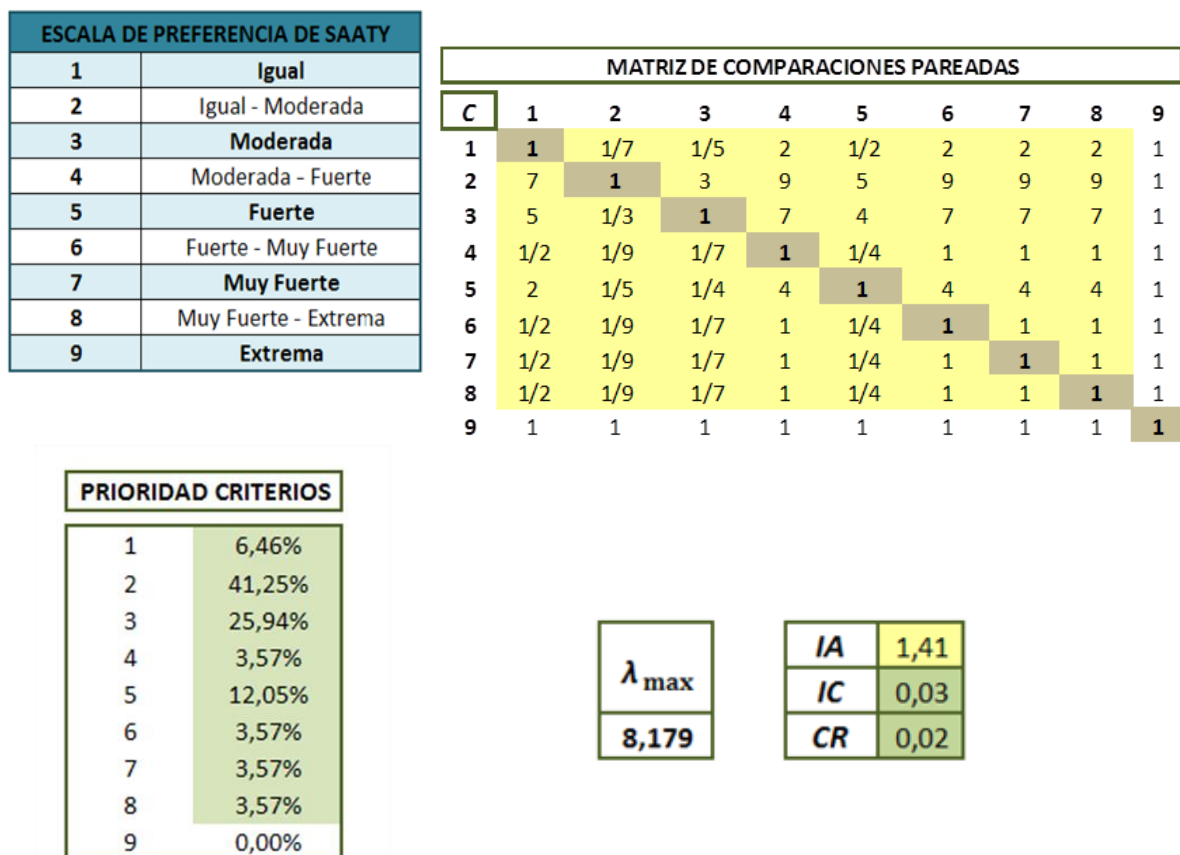 ESCALA DE PREFERENCIA DE SAATY
1 Igual
2 Igual - Moderada
3 Moderada
4 Moderada - Fuerte
5 Fuerte
6 Fuerte - Muy Fuerte
7 Muy Fuerte
8 Muy Fuerte - Extrema
9 Extrema
MATRIZ DE COMPARACIONES PAREADAS
C 1 2 3 4 5 6 7 8 9
1 1 1/7 1/5 2 1/2 2 2 2 1
2 7 1 3 9 5 9 9 9 1
3 5 1/3 1 7 4 7 7 7 1
4 1/2 1/9 1/7 1 1/4 1 1 1 1
5 2 1/5 1/4 4 1 4 4 4 1
6 1/2 1/9 1/7 1 1/4 1 1 1 1
7 1/2 1/9 1/7 1 1/4 1 1 1 1
8 1/2 1/9 1/7 1 1/4 1 1 1 1
9 1 1 1 1 1 1 1 1 1
PRIORIDAD CRITERIOS
1 6,46%
2 41,25%
3 25,94%
4 3,57%
5 12,05%
6 3,57%
7 3,57%
8 3,57%
9 0,00%
λ max
8,179
IA 1,41
IC 0,03
CR 0,02